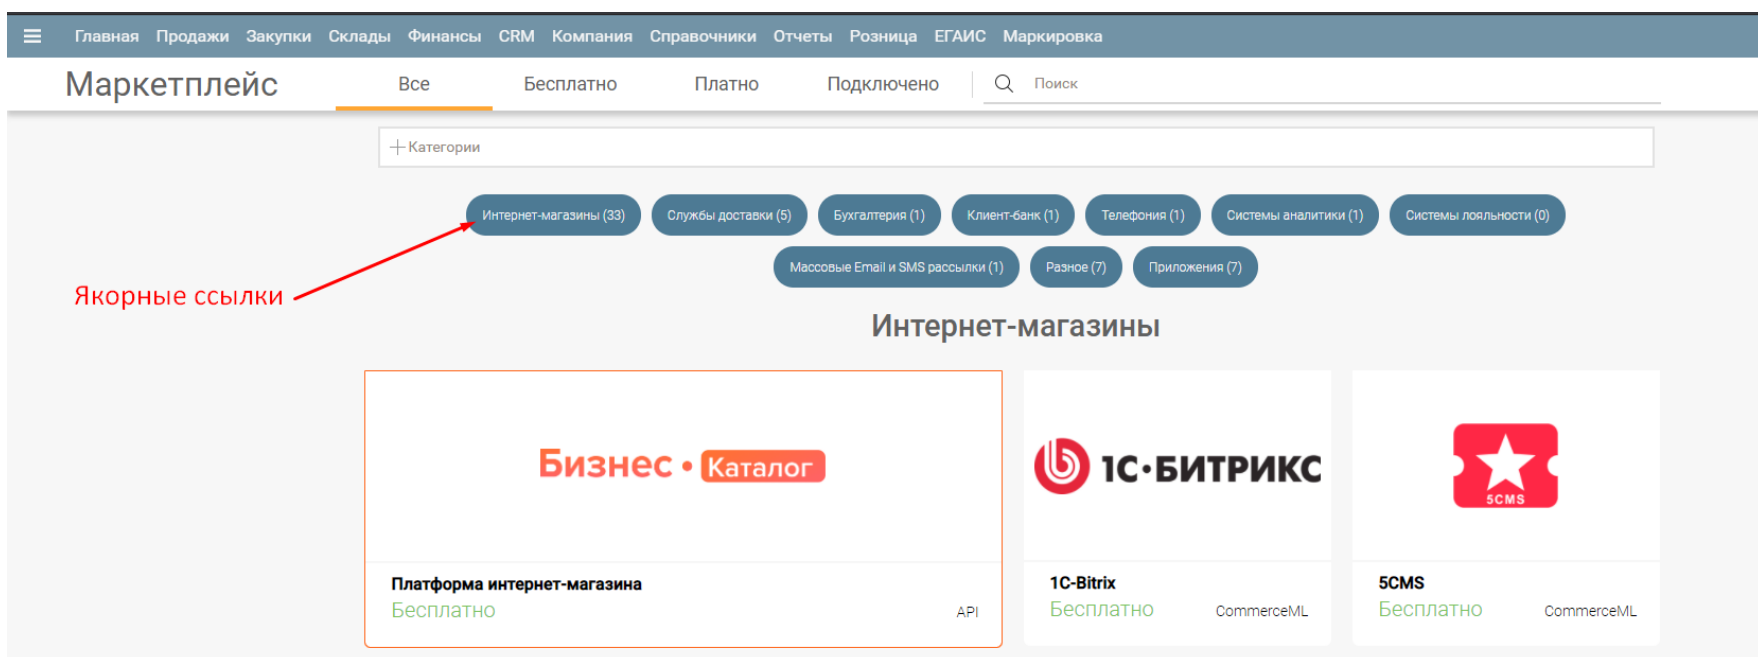 Главная Продажи Закупки Склады Финансы CRM Компания Справочники Отчеты Розница ЕГАИС Маркировка
Маркетплейс Все Бесплатно Платно Подключено Поиск
Категории
Интернет-магазины (33) Службы доставки (5) Бухгалтерия (1) Клиент-банк (1) Телефония (1) Системы аналитики (1) Системы лояльности (0)
Массовые Email и SMS рассылки (1) Разное (7) Приложения (7)
Якорные ссылки
Интернет-магазины
Бизнес • Каталог
1С·БИТРИКС
5CMS
Платформа интернет-магазина
Бесплатно API
1C-Bitrix
Бесплатно CommerceML
5CMS
Бесплатно CommerceML